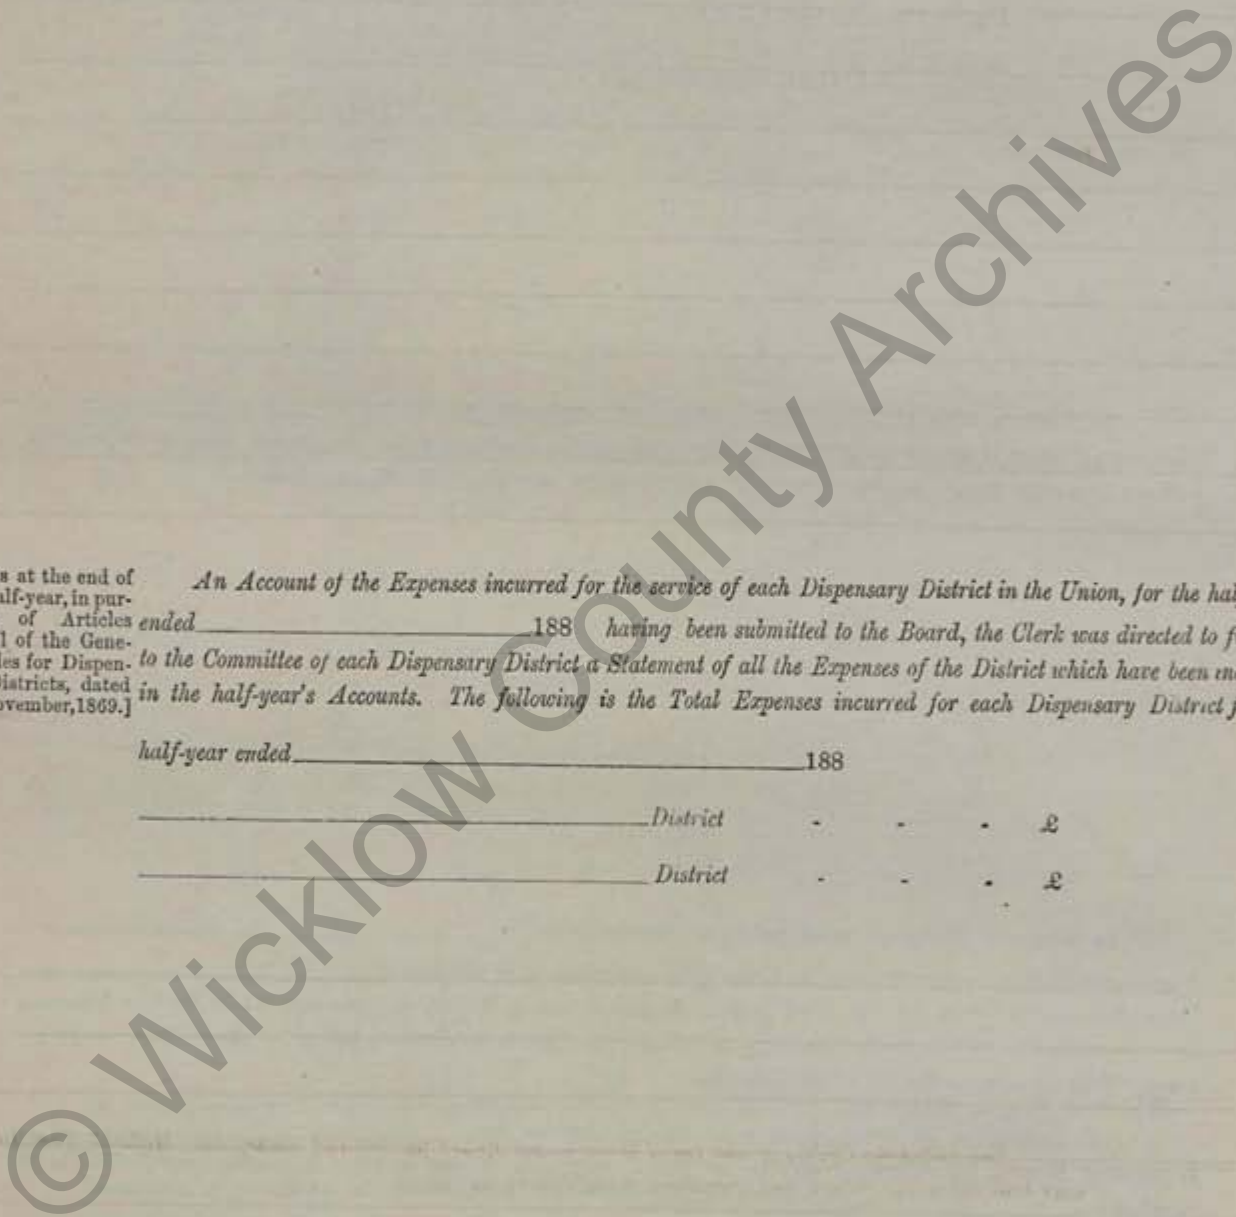 s at the end of
alf-year, in pur-
of Articles
1 of the Gene-
les for Dispen-
istricts, dated
ovember, 1869.]
An Account of the Expenses incurred for the service of each Dispensary District in the Union, for the hal
ended 188 having been submitted to the Board, the Clerk was directed to f
to the Committee of each Dispensary District a Statement of all the Expenses of the District which have been in
in the half-year's Accounts. The following is the Total Expenses incurred for each Dispensary District f
half-year ended 188
District - - - £
District - - - £
© Wicklow County Archives